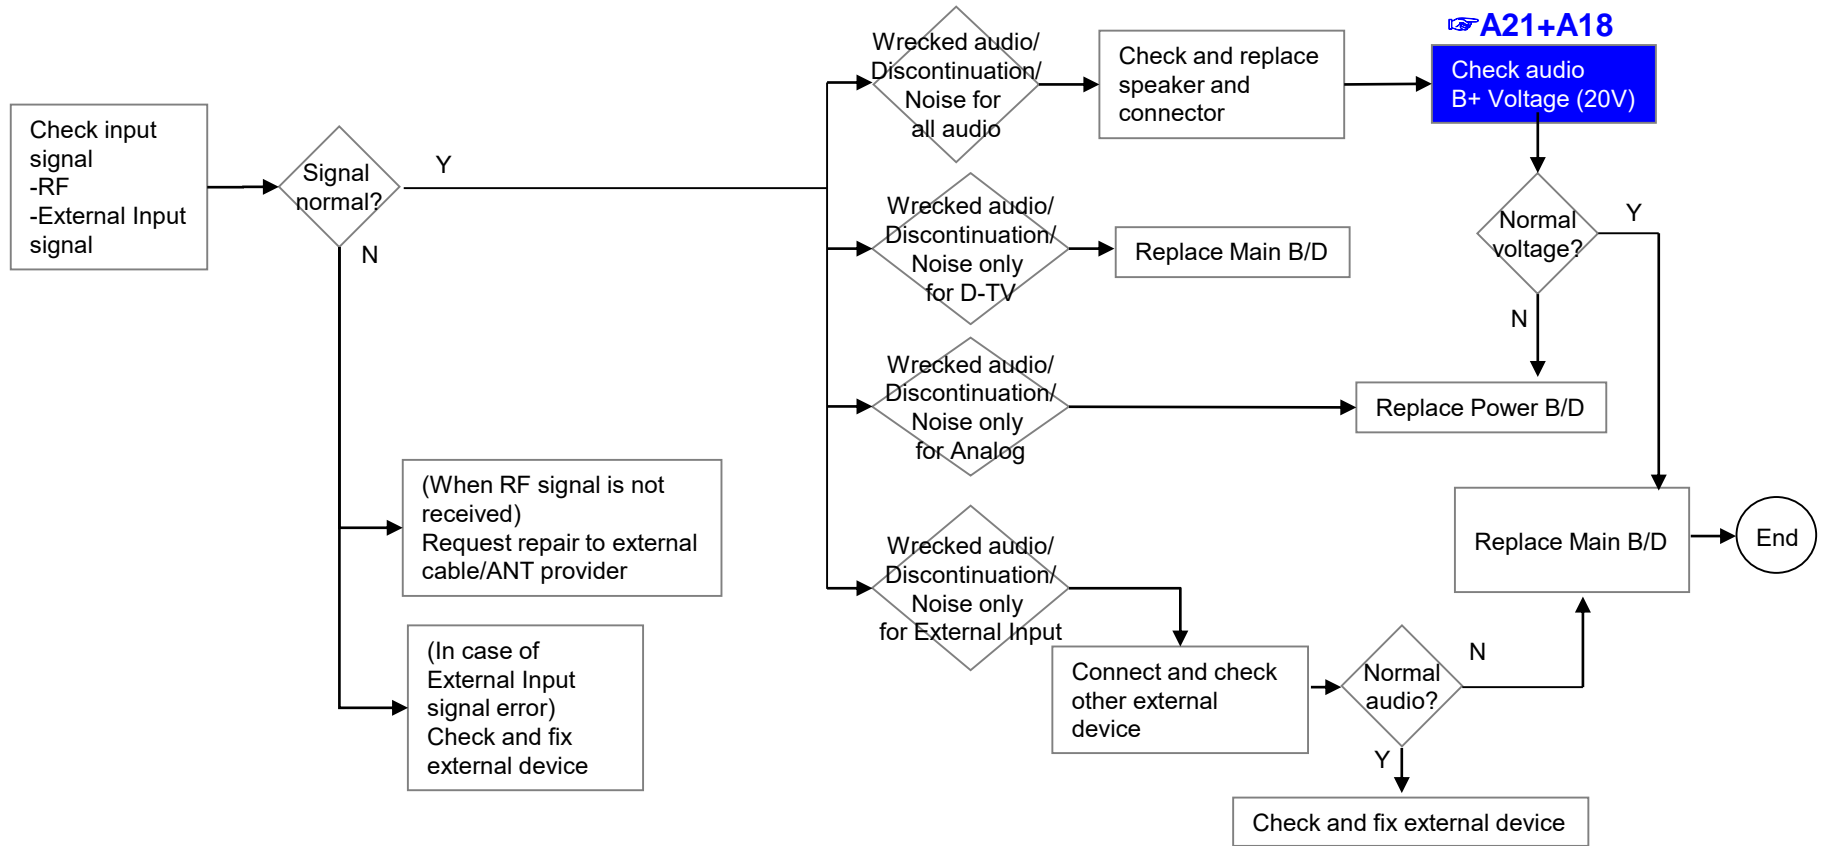 Check input
signal
-RF
-External Input
signal
Signal
normal?
Y
N
(When RF signal is not
received)
Request repair to external
cable/ANT provider
(In case of
External Input
signal error)
Check and fix
external device
Wrecked audio/
Discontinuation/
Noise for
all audio
Check and replace
speaker and
connector
☞A21+A18
Check audio
B+ Voltage (20V)
Normal
voltage?
Y
N
Wrecked audio/
Discontinuation/
Noise only
for D-TV
Replace Main B/D
Wrecked audio/
Discontinuation/
Noise only
for Analog
Replace Power B/D
Wrecked audio/
Discontinuation/
Noise only
for External Input
Connect and check
other external
device
Normal
audio?
N
Y
Replace Main B/D
End
Check and fix external device